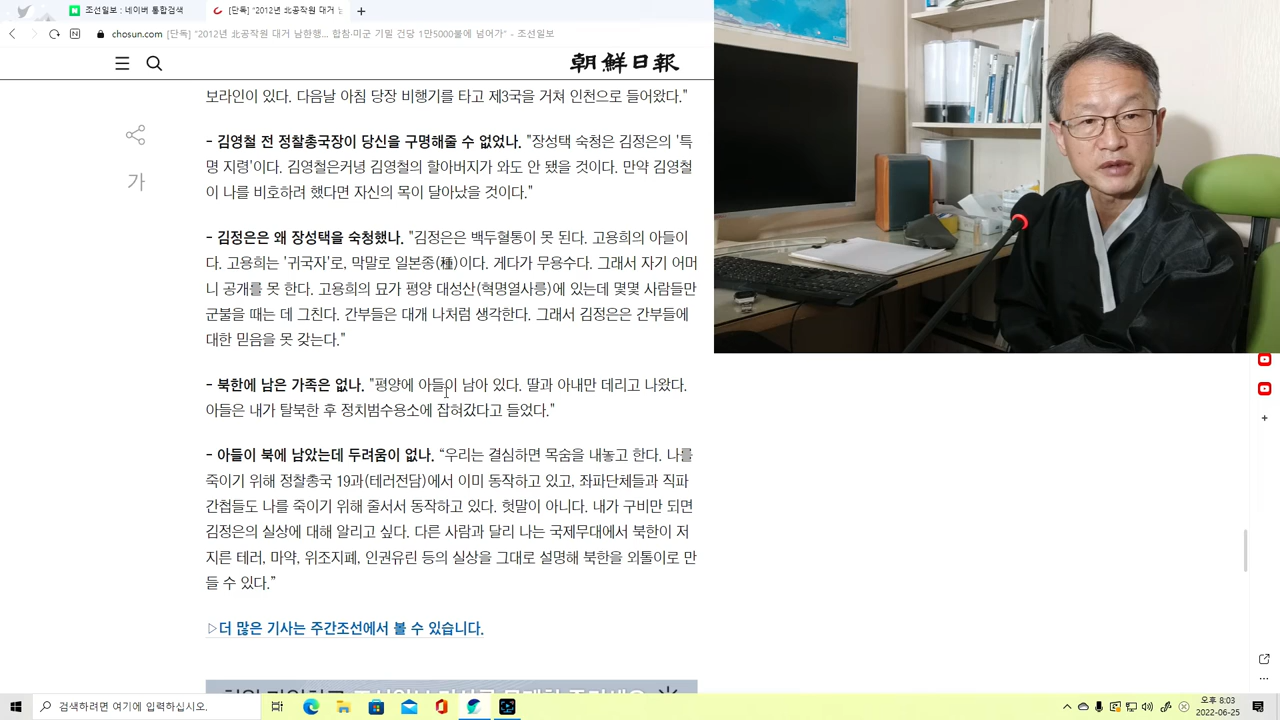 조선일보 : 네이버 통합검색
[단독] "2012년 北공작원 대거 남
chosun.com [단독] "2012년 北공작원 대거 남한행... 합참·미군 기밀 건당 1만5000불에 넘어가" - 조선일보
朝鮮日報
보라인이 있다. 다음날 아침 당장 비행기를 타고 제3국을 거쳐 인천으로 들어왔다."
가
- 김영철 전 정찰총국장이 당신을 구명해줄 수 없었나. "장성택 숙청은 김정은의 '특
명 지령'이다. 김영철은커녕 김영철의 할아버지가 와도 안 됐을 것이다. 만약 김영철
이 나를 비호하려 했다면 자신의 목이 달아났을 것이다."
- 김정은은 왜 장성택을 숙청했나. "김정은은 백두혈통이 못 된다. 고용희의 아들이
다. 고용희는 '귀국자'로, 막말로 일본종(種)이다. 게다가 무용수다. 그래서 자기 어머
니 공개를 못 한다. 고용희의 묘가 평양 대성산(혁명열사릉)에 있는데 몇몇 사람들만
군불을 때는 데 그친다. 간부들은 대개 나처럼 생각한다. 그래서 김정은은 간부들에
대한 믿음을 못 갖는다."
- 북한에 남은 가족은 없나. "평양에 아들이 남아 있다. 딸과 아내만 데리고 나왔다.
아들은 내가 탈북한 후 정치범수용소에 잡혀갔다고 들었다."
- 아들이 북에 남았는데 두려움이 없나. “우리는 결심하면 목숨을 내놓고 한다. 나를
죽이기 위해 정찰총국 19과(테러전담)에서 이미 동작하고 있고, 좌파단체들과 직파
간첩들도 나를 죽이기 위해 줄서서 동작하고 있다. 헛말이 아니다. 내가 구비만 되면
김정은의 실상에 대해 알리고 싶다. 다른 사람과 달리 나는 국제무대에서 북한이 저
지른 테러, 마약, 위조지폐, 인권유린 등의 실상을 그대로 설명해 북한을 외톨이로 만
들 수 있다.”
▷더 많은 기사는 주간조선에서 볼 수 있습니다.
검색하려면 여기에 입력하십시오.
오후 8:03
2022-06-25